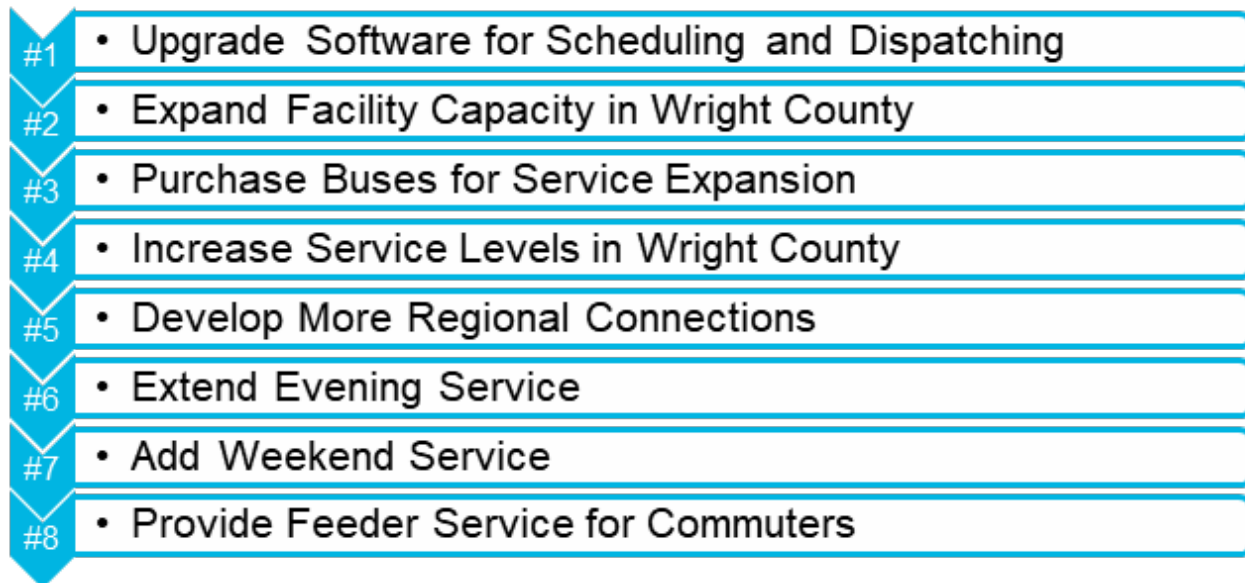 #1 • Upgrade Software for Scheduling and Dispatching
#2 • Expand Facility Capacity in Wright County
#3 • Purchase Buses for Service Expansion
#4 • Increase Service Levels in Wright County
#5 • Develop More Regional Connections
#6 • Extend Evening Service
#7 • Add Weekend Service
#8 • Provide Feeder Service for Commuters